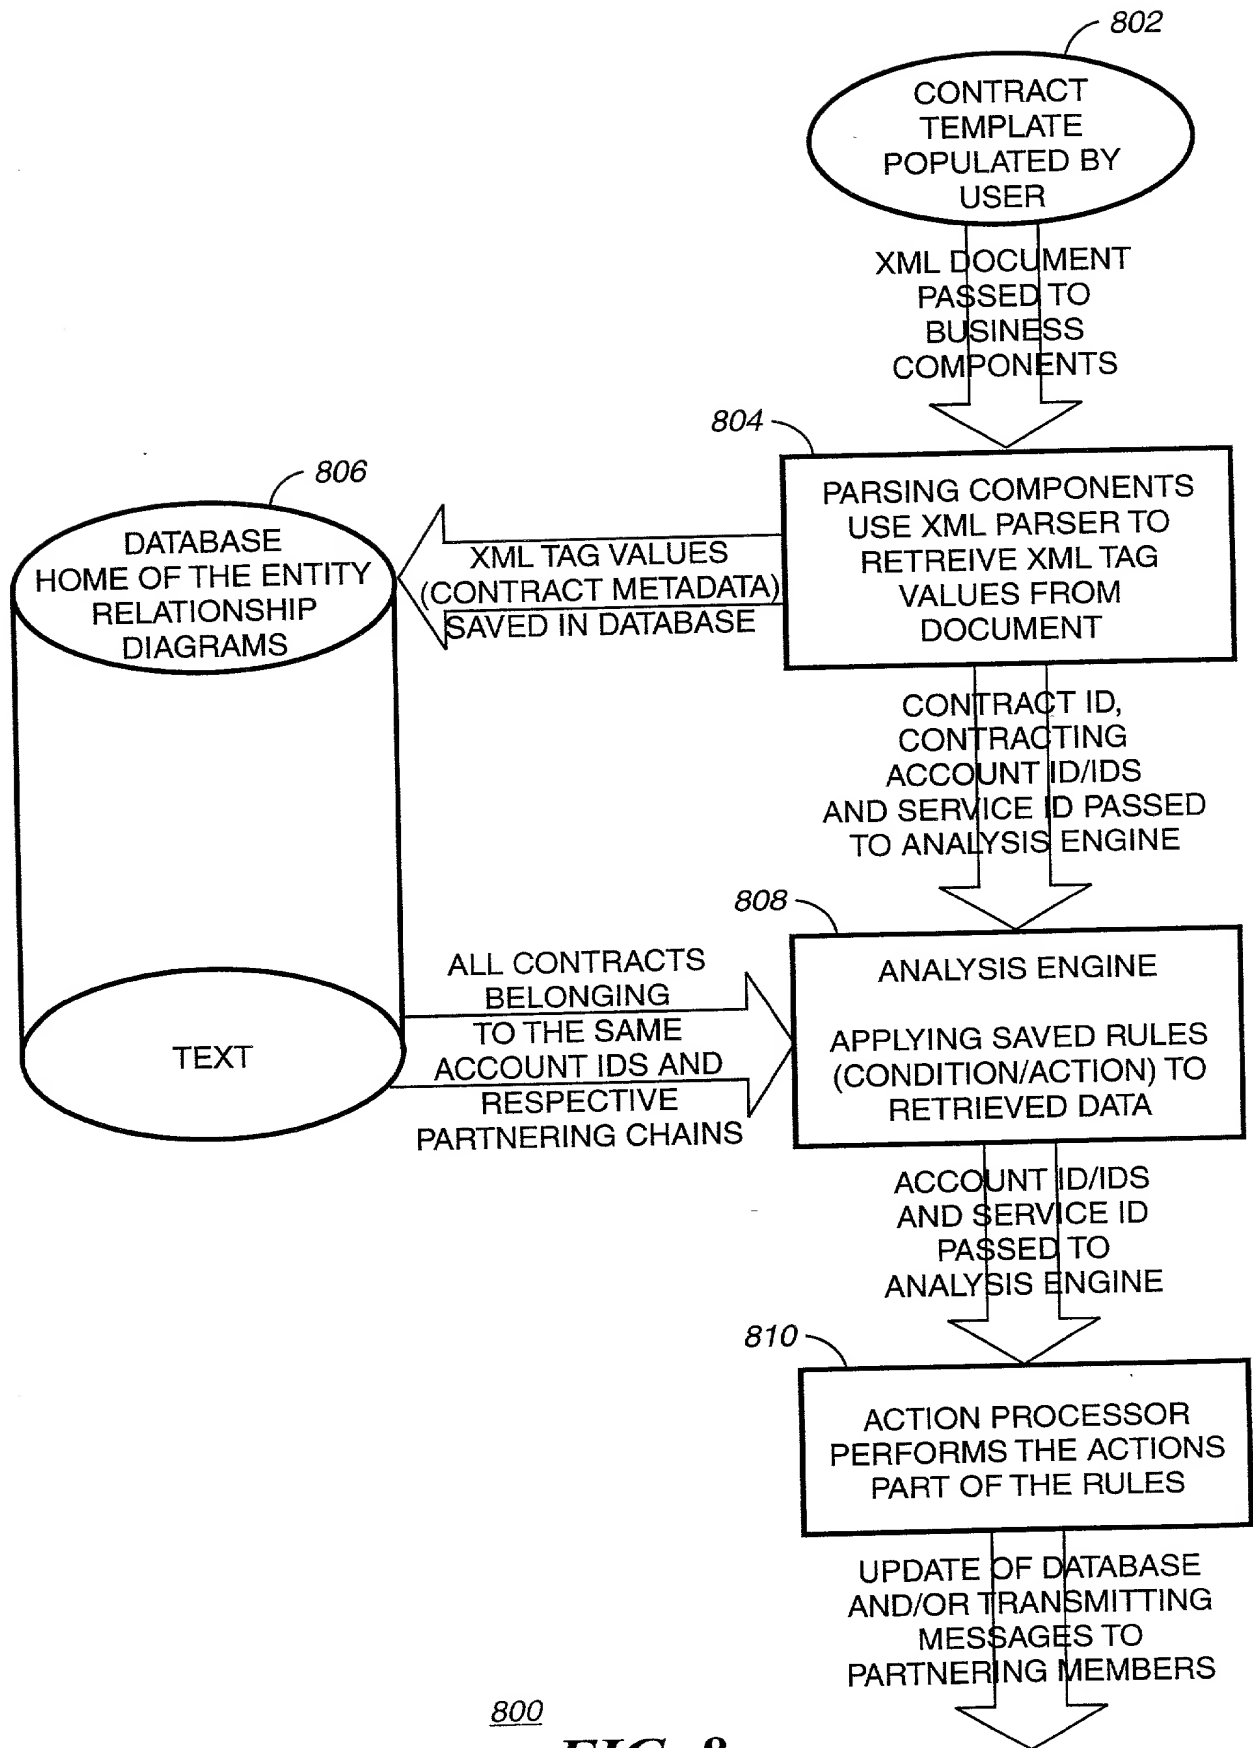 802
CONTRACT
TEMPLATE
POPULATED BY
USER
XML DOCUMENT
PASSED TO
BUSINESS
COMPONENTS
804
PARSING COMPONENTS
USE XML PARSER TO
RETREIVE XML TAG
VALUES FROM
DOCUMENT
806
DATABASE
HOME OF THE ENTITY
RELATIONSHIP
DIAGRAMS
XML TAG VALUES
(CONTRACT METADATA)
SAVED IN DATABASE
CONTRACT ID,
CONTRACTING
ACCOUNT ID/IDS
AND SERVICE ID PASSED
TO ANALYSIS ENGINE
808
ANALYSIS ENGINE
APPLYING SAVED RULES
(CONDITION/ACTION) TO
RETRIEVED DATA
TEXT
ALL CONTRACTS
BELONGING
TO THE SAME
ACCOUNT IDS AND
RESPECTIVE
PARTNERING CHAINS
ACCOUNT ID/IDS
AND SERVICE ID
PASSED TO
ANALYSIS ENGINE
810
ACTION PROCESSOR
PERFORMS THE ACTIONS
PART OF THE RULES
UPDATE OF DATABASE
AND/OR TRANSMITTING
MESSAGES TO
PARTNERING MEMBERS
800
FIG. 8